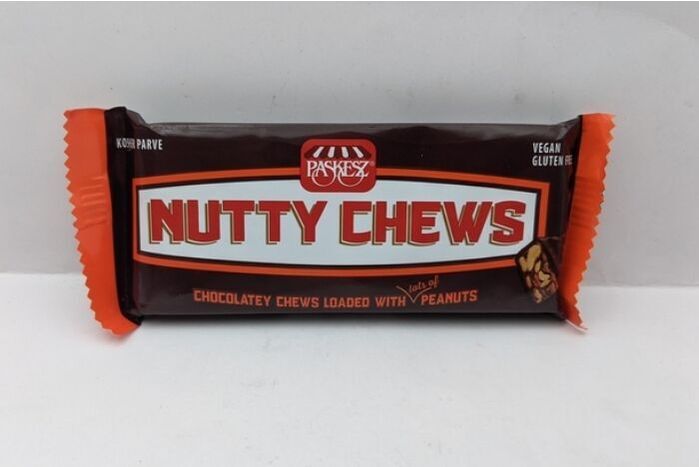 KOSHER PARVE
PASKESZ
VEGAN
GLUTEN FREE
NUTTY CHEWS
lots of
CHOCOLATEY CHEWS LOADED WITH PEANUTS